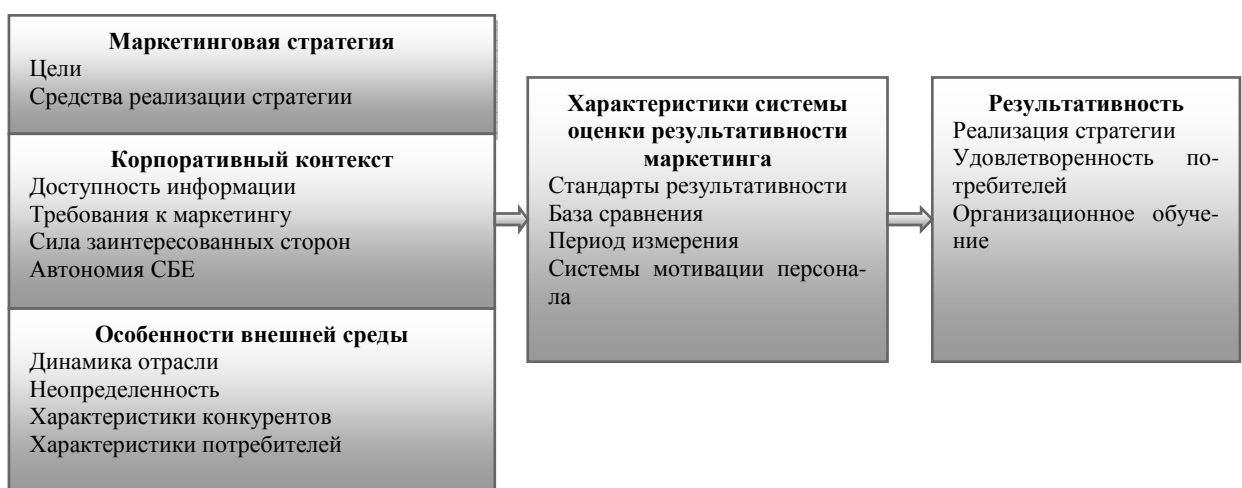 Маркетинговая стратегия
Цели
Средства реализации стратегии
Корпоративный контекст
Доступность информации
Требования к маркетингу
Сила заинтересованных сторон
Автономия СБЕ
Особенности внешней среды
Динамика отрасли
Неопределенность
Характеристики конкурентов
Характеристики потребителей
Характеристики системы
оценки результативности
маркетинга
Стандарты результативности
База сравнения
Период измерения
Системы мотивации персона-
ла
Результативность
Реализация стратегии
Удовлетворенность по-
требителей
Организационное обуче-
ние